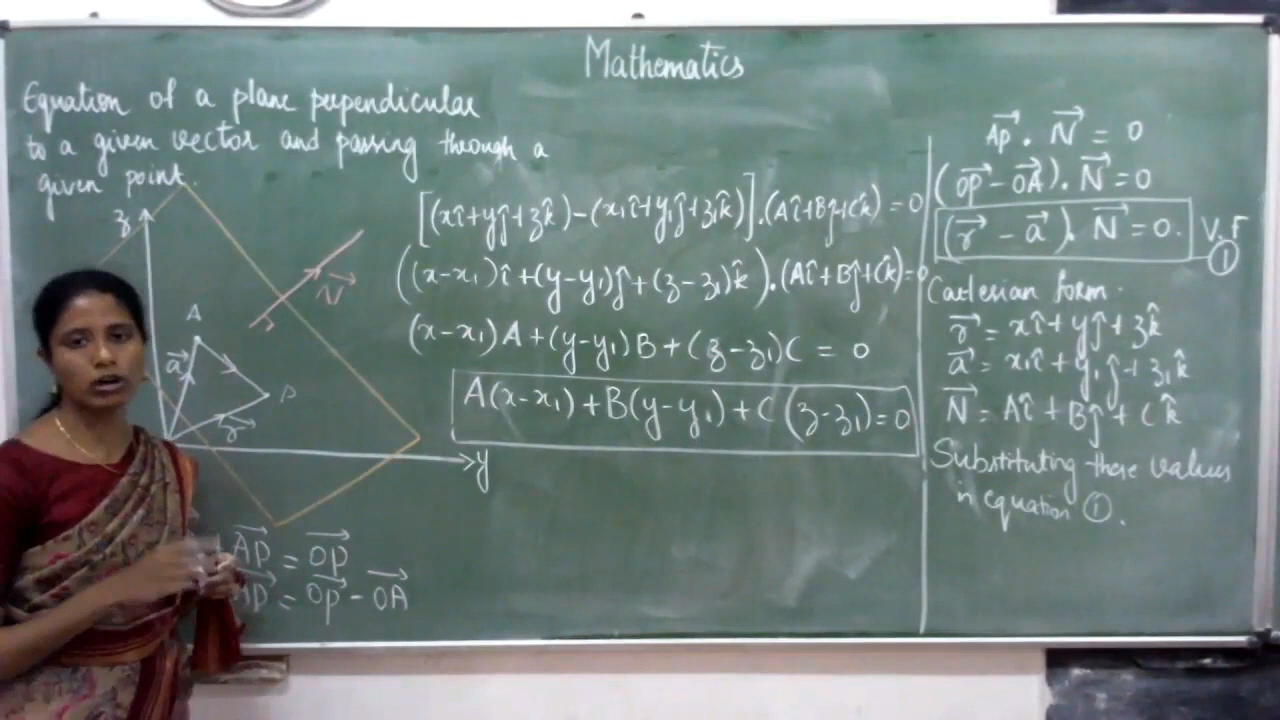 Mathematics
Equation of a plane perpendicular
to a given vector and passing through a
given point.
z
A
a⃗
P
r⃗
N⃗
y
AP⃗ = OP⃗
AP⃗ = OP⃗ - OA⃗
[(xî+yĵ+zk̂)-(x₁î+y₁ĵ+z₁k̂)].(Aî+Bĵ+Ck̂)=0
((x-x₁)î+(y-y₁)ĵ+(z-z₁)k̂).(Aî+Bĵ+Ck̂)=0
(x-x₁)A+(y-y₁)B+(z-z₁)C = 0
A(x-x₁)+B(y-y₁)+C(z-z₁)=0
AP⃗ . N⃗ = 0
(OP⃗-OA⃗). N⃗ = 0
(r⃗ - a⃗). N⃗ = 0. V.F
①
Cartesian form.
r⃗ = xî+yĵ+zk̂
a⃗ = x₁î+y₁ĵ+z₁k̂
N⃗ = Aî+Bĵ+Ck̂
Substituting these values
in equation ①.